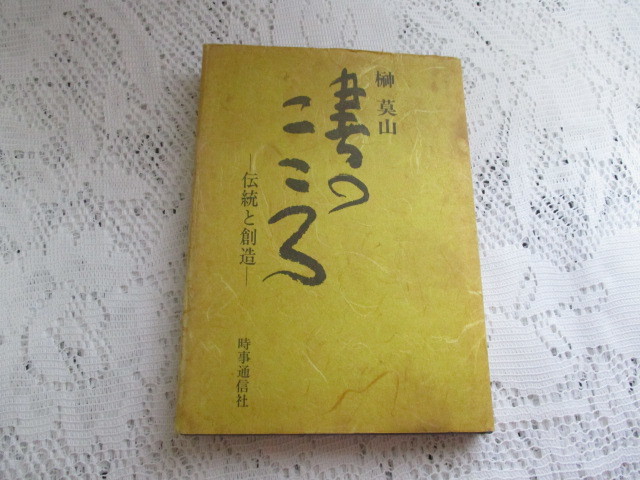 榊 莫山
書の
こころ
―伝統と創造―
時事通信社